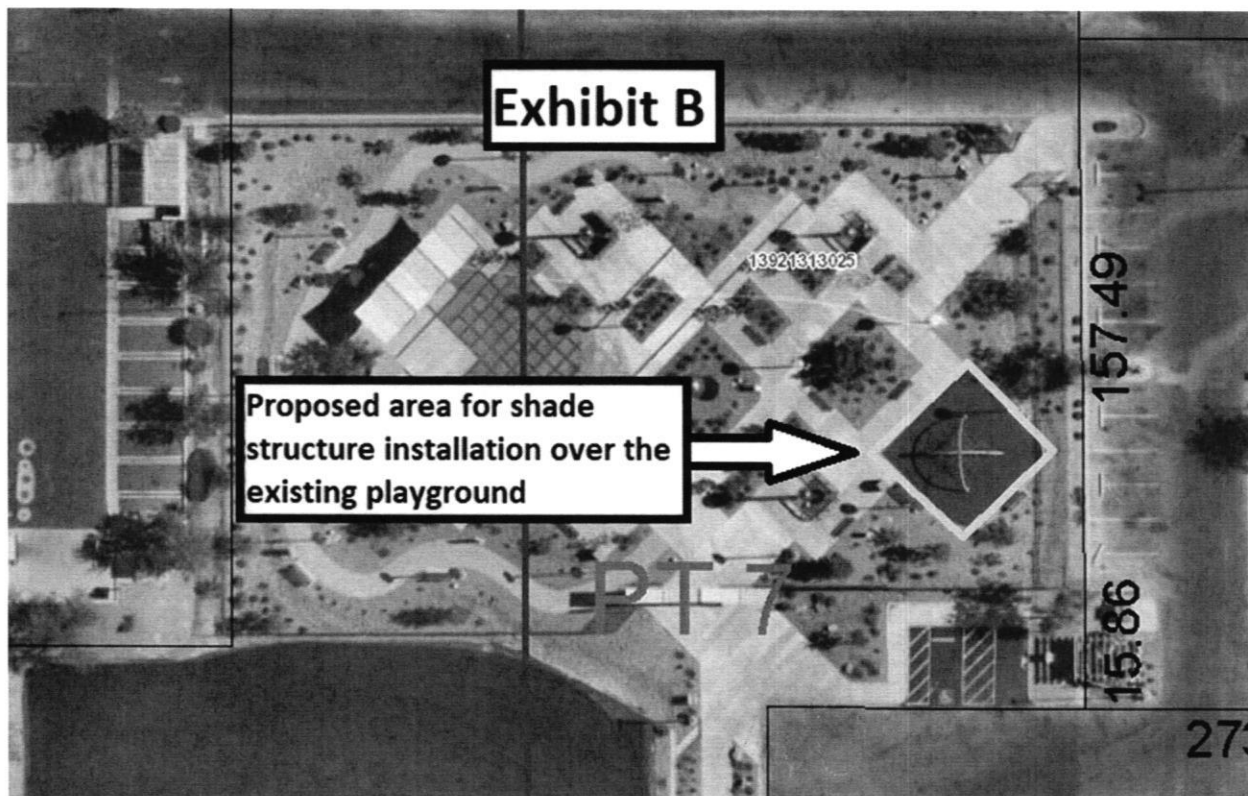 Exhibit B
13921313025
157.49
Proposed area for shade
structure installation over the
existing playground
PT 7
15.86
273